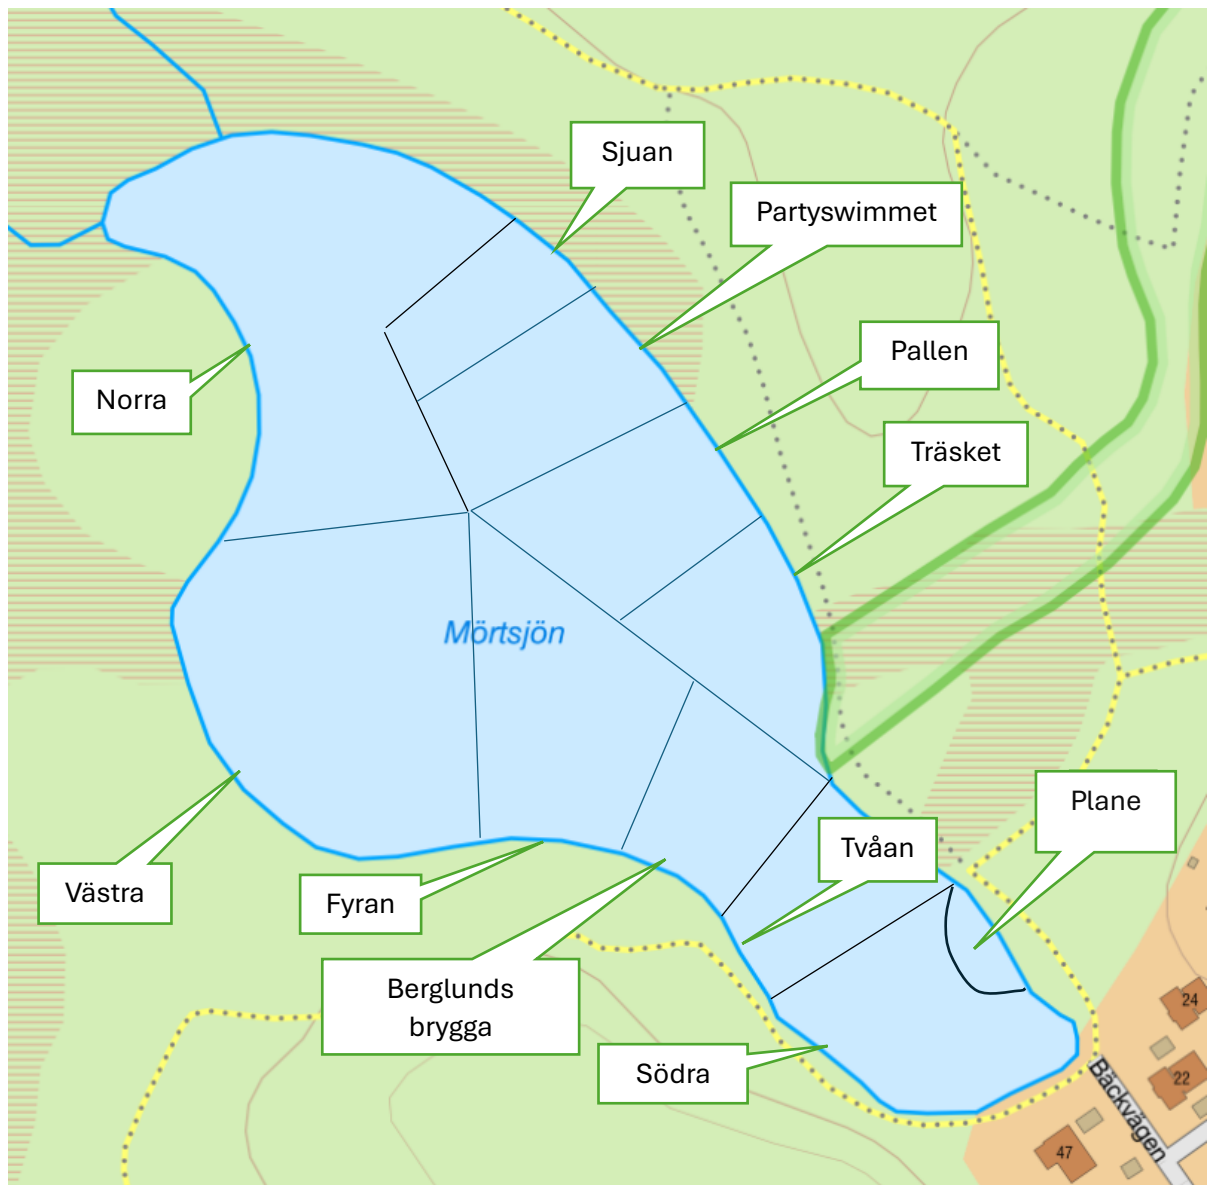 Sjuan
Partyswimmet
Pallen
Norra
Träsket
Mörtsjön
Plane
Tvåan
Västra
Fyran
Berglunds
brygga
24
Södra
22
Bäckvägen
47